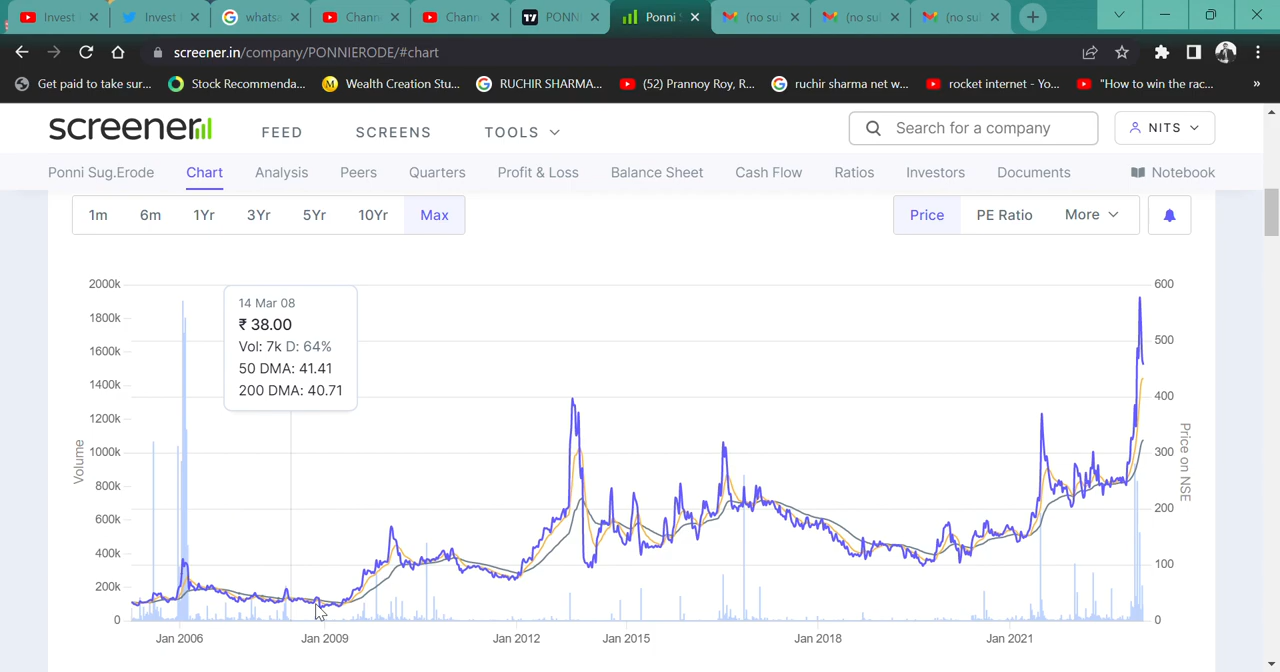 Invest
Invest
whatsa
Chann
Chann
PONN
Ponni
(no su
(no su
(no su
screener.in/company/PONNIERODE/#chart
Get paid to take sur...
Stock Recommenda...
Wealth Creation Stu...
RUCHIR SHARMA...
(52) Prannoy Roy, R...
ruchir sharma net w...
rocket internet - Yo...
"How to win the rac...
»
screener
FEED
SCREENS
TOOLS
Search for a company
NITS
Ponni Sug.Erode
Chart
Analysis
Peers
Quarters
Profit & Loss
Balance Sheet
Cash Flow
Ratios
Investors
Documents
Notebook
1m
6m
1Yr
3Yr
5Yr
10Yr
Max
Price
PE Ratio
More
2000k
1800k
1600k
1400k
1200k
1000k
800k
600k
400k
200k
0
Volume
14 Mar 08
₹ 38.00
Vol: 7k D: 64%
50 DMA: 41.41
200 DMA: 40.71
600
500
400
300
200
100
0
Price on NSE
Jan 2006
Jan 2009
Jan 2012
Jan 2015
Jan 2018
Jan 2021